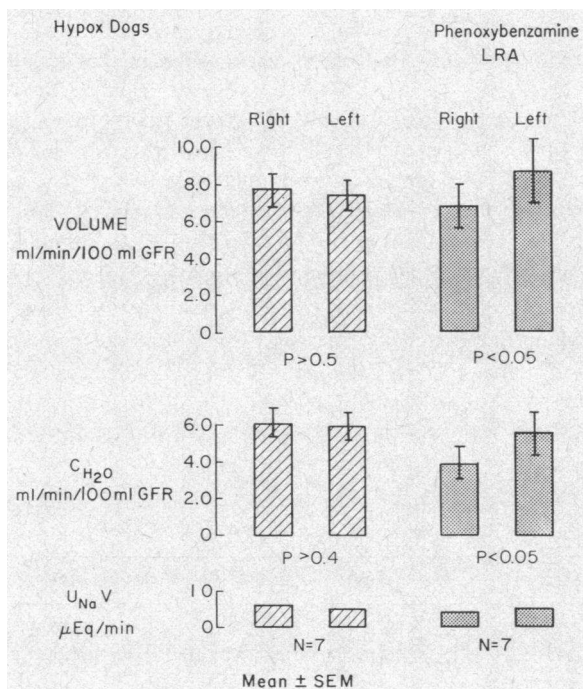 Hypox Dogs
Phenoxybenzamine
LRA
Right Left Right Left
10.0
8.0
6.0
4.0
2.0
0
VOLUME
ml/min/100 ml GFR
P>0.5 P<0.05
6.0
4.0
2.0
0
C H2O
ml/min/100 ml GFR
P>0.4 P<0.05
U Na V
μEq/min
10
0
N=7 N=7
Mean ± SEM